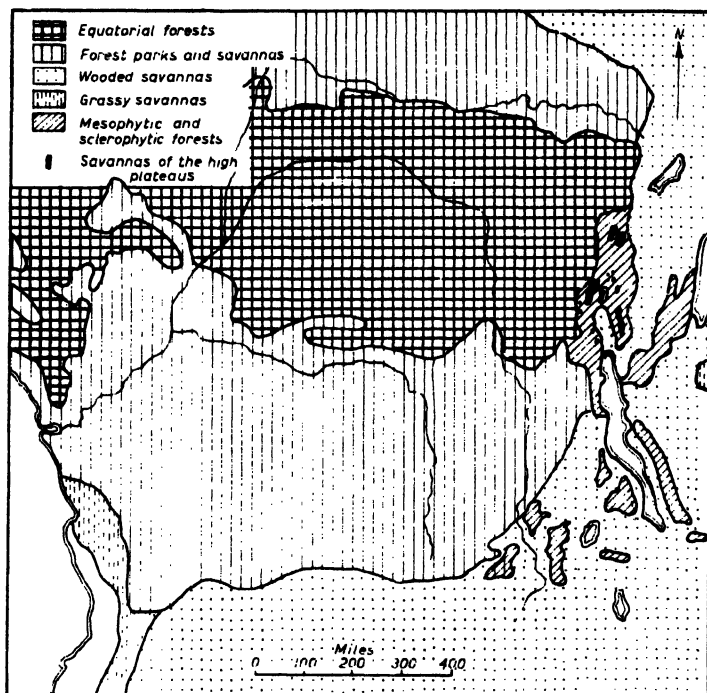 Equatorial forests
Forest parks and savannas
Wooded savannas
Grassy savannas
Mesophytic and
sclerophytic forests
Savannas of the high
plateaus
N
Miles
0 100 200 300 400